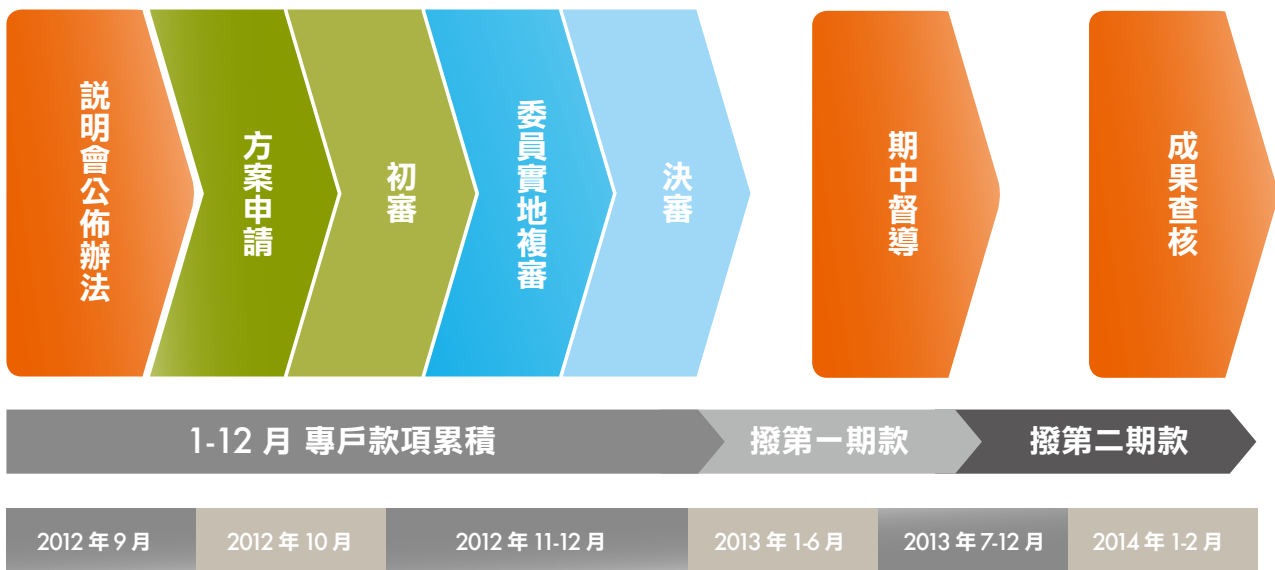 説明會公佈辦法
方案申請
初審
委員實地複審
決審
期中督導
成果查核
1-12 月 專戶款項累積
撥第一期款
撥第二期款
2012 年 9 月
2012 年 10 月
2012 年 11-12 月
2013 年 1-6 月
2013 年 7-12 月
2014 年 1-2 月